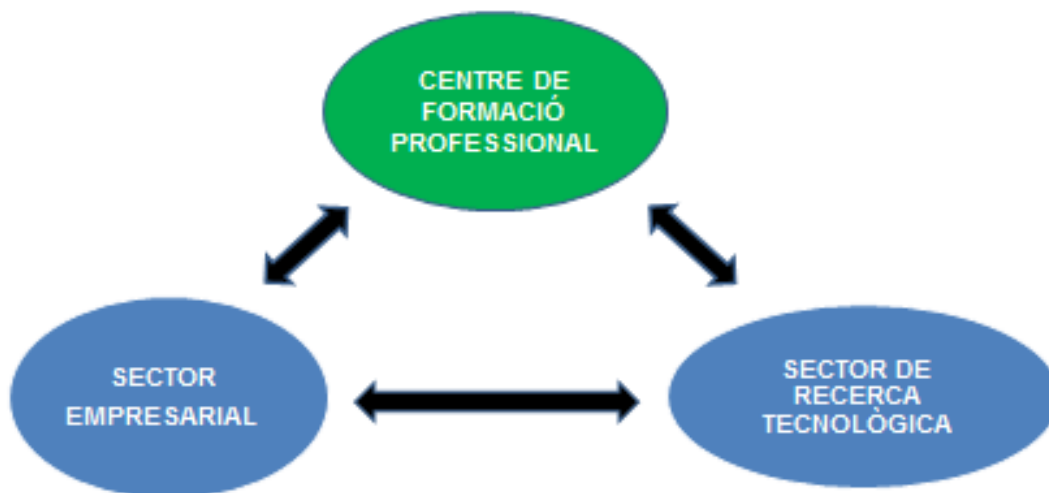 CENTRE DE
FORMACIÓ
PROFESSIONAL
SECTOR
EMPRESARIAL
SECTOR DE
RECERCA
TECNOLÒGICA